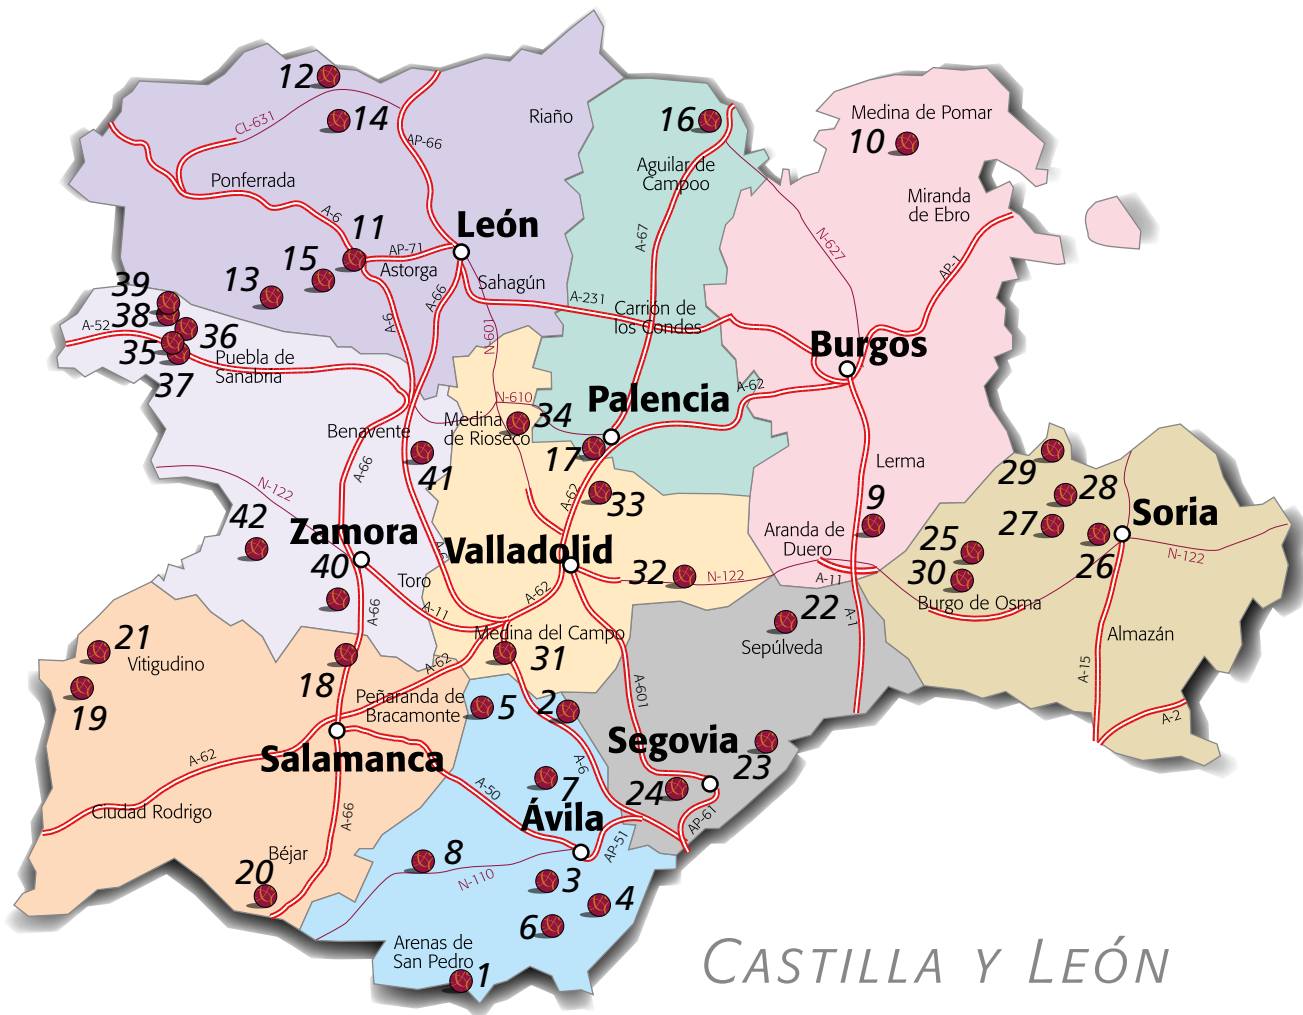 12
CL-631
14
AP-66
Riaño
16
Medina de Pomar
10
Aguilar de
Campoo
Ponferrada
A-6
Miranda
de Ebro
León
11
AP-71
Astorga
15
13
A-66
Sahagún
A-67
N-627
AP-1
A-231
Carrión de
los Condes
39
38
A-52
36
35
37
Puebla de
Sanabria
A-6
N-601
Burgos
A-62
Palencia
N-610
Medina
de Rioseco
34
Benavente
41
A-66
17
A-62
33
Lerma
29
28
27
9
Soria
N-122
N-122
42
Zamora
40
Valladolid
A-6
Aranda de
Duero
25
30
26
Burgo de Osma
A-11
A-1
32
N-122
22
Sepúlveda
Toro
A-11
A-62
A-66
Medina del Campo
31
Almazán
A-15
A-2
21
Vitigudino
19
18
A-62
Peñaranda de
Bracamonte
5
2
A-601
Salamanca
A-62
Segovia
23
24
AP-61
A-6
7
A-50
Ávila
AP-51
Ciudad Rodrigo
A-66
Béjar
20
8
N-110
3
4
6
Arenas de
San Pedro
1
CASTILLA Y LEÓN